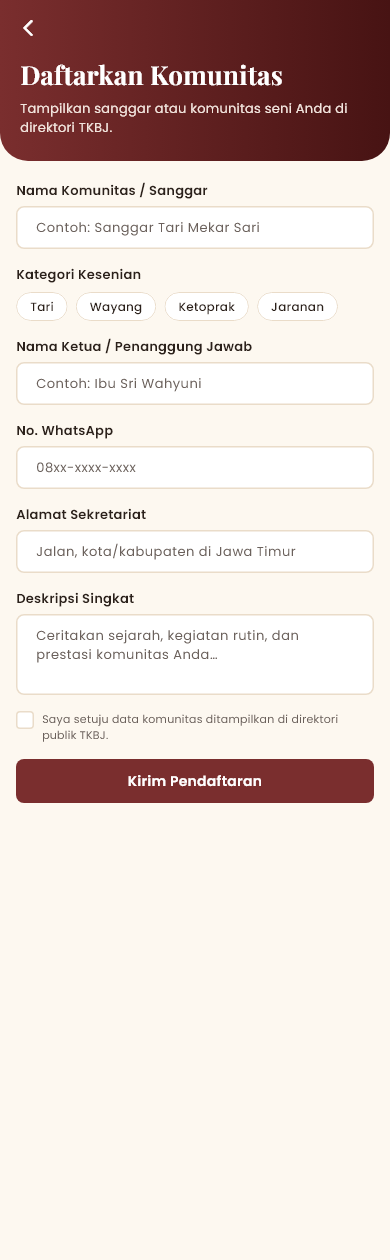 Daftarkan Komunitas
Tampilkan sanggar atau komunitas seni Anda di
direktori TKBJ.
Nama Komunitas / Sanggar
Contoh: Sanggar Tari Mekar Sari
Kategori Kesenian
Tari Wayang Ketoprak Jaranan
Nama Ketua / Penanggung Jawab
Contoh: Ibu Sri Wahyuni
No. WhatsApp
08xx-xxxx-xxxx
Alamat Sekretariat
Jalan, kota/kabupaten di Jawa Timur
Deskripsi Singkat
Ceritakan sejarah, kegiatan rutin, dan
prestasi komunitas Anda…
Saya setuju data komunitas ditampilkan di direktori
publik TKBJ.
Kirim Pendaftaran